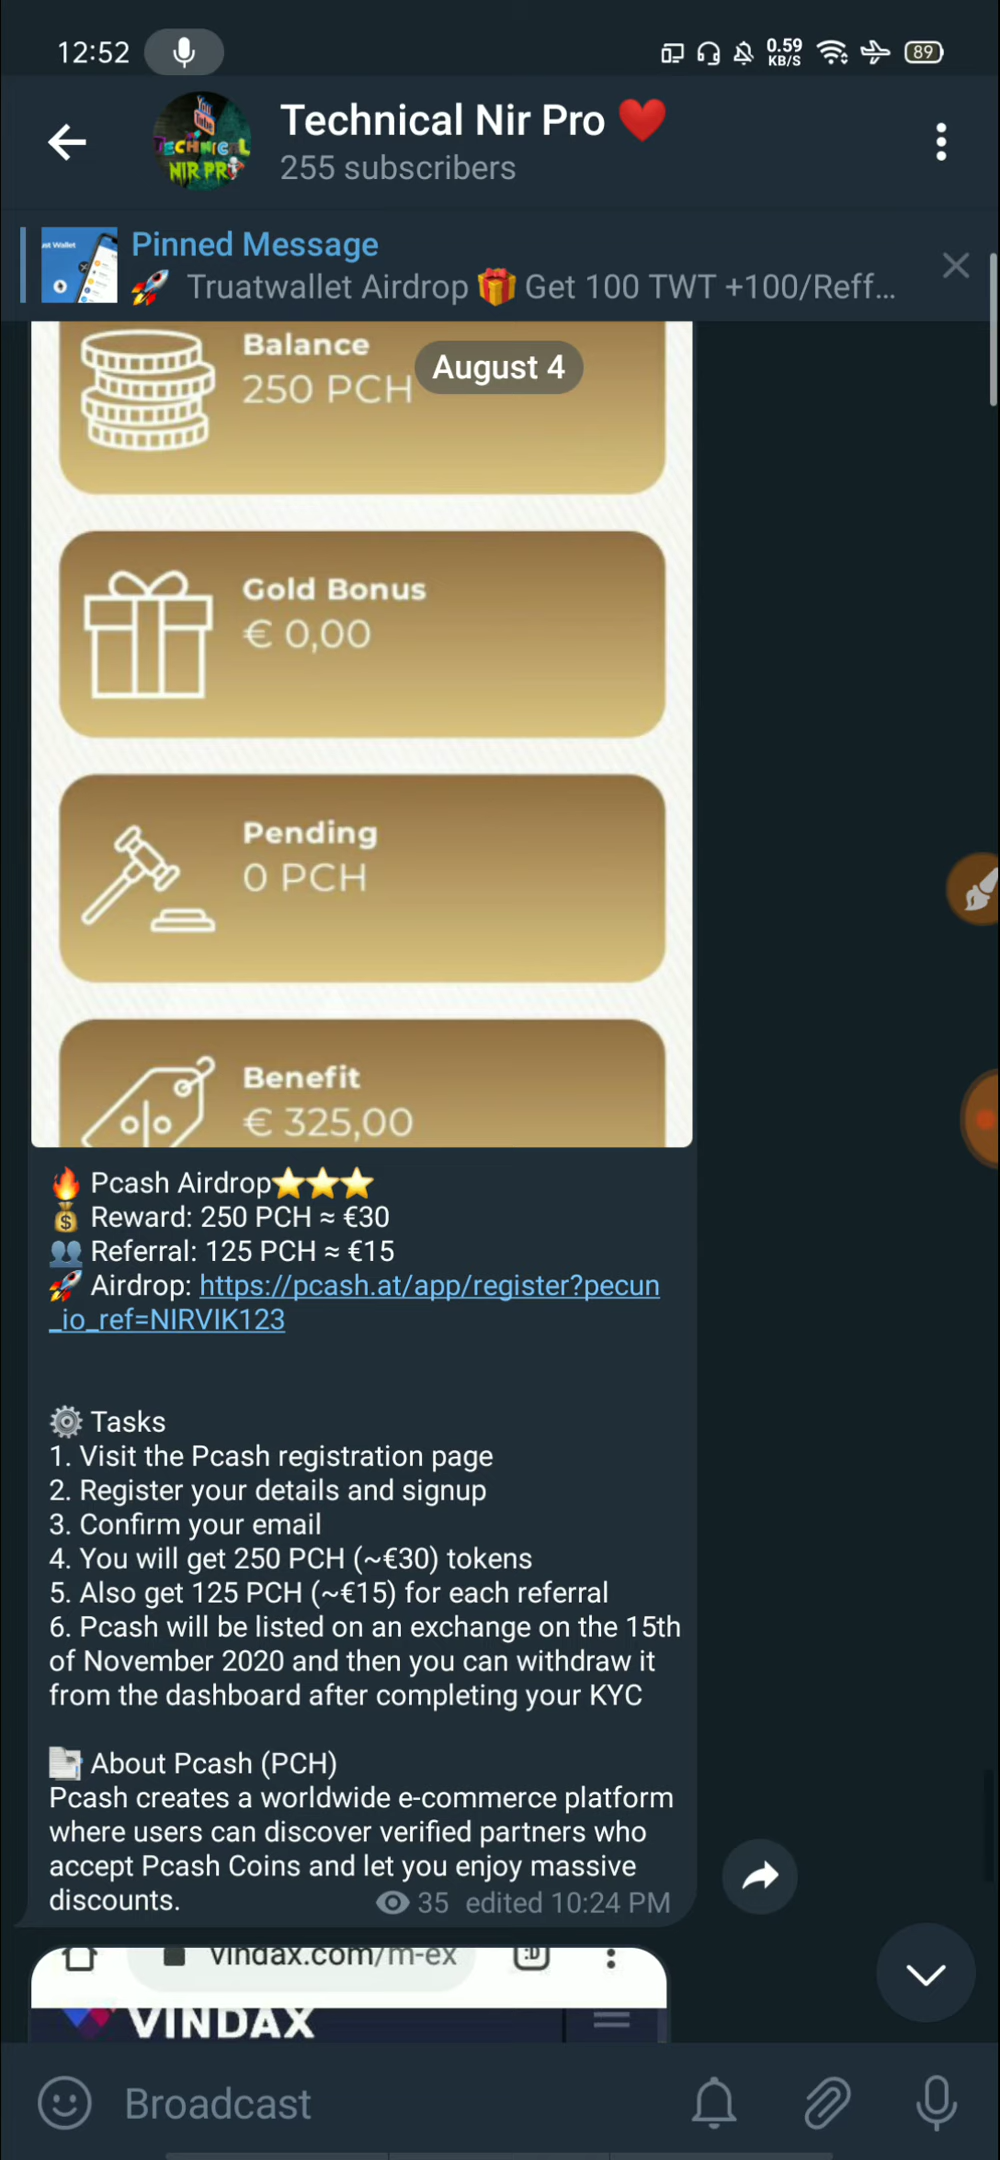 12:52
0.59
KB/S
89
You
Tube
TECHNICAL
NIR PRO
Technical Nir Pro ❤️
255 subscribers
Pinned Message
🚀 Truatwallet Airdrop 🎁 Get 100 TWT +100/Reff...
August 4
Balance
250 PCH
Gold Bonus
€ 0,00
Pending
0 PCH
Benefit
€ 325,00
🔥 Pcash Airdrop⭐⭐⭐
💰 Reward: 250 PCH ≈ €30
👥 Referral: 125 PCH ≈ €15
🚀 Airdrop: https://pcash.at/app/register?pecun
_io_ref=NIRVIK123
⚙️ Tasks
1. Visit the Pcash registration page
2. Register your details and signup
3. Confirm your email
4. You will get 250 PCH (~€30) tokens
5. Also get 125 PCH (~€15) for each referral
6. Pcash will be listed on an exchange on the 15th
of November 2020 and then you can withdraw it
from the dashboard after completing your KYC
📑 About Pcash (PCH)
Pcash creates a worldwide e-commerce platform
where users can discover verified partners who
accept Pcash Coins and let you enjoy massive
discounts.
35 edited 10:24 PM
vindax.com/m-ex
:D
VINDAX
Broadcast